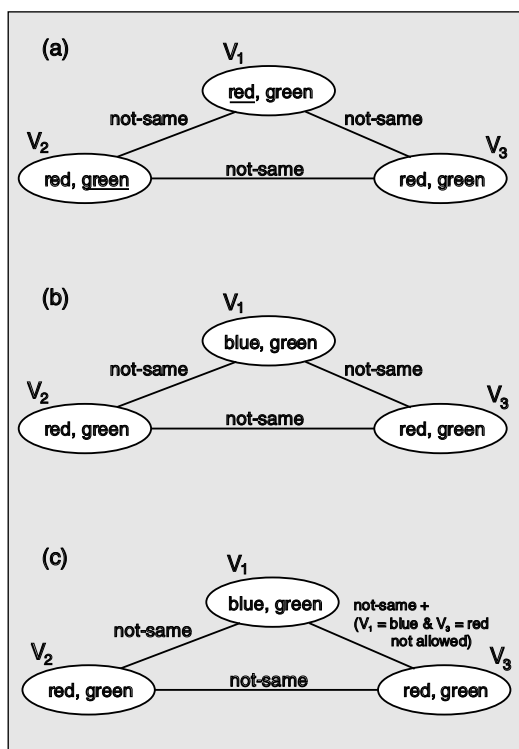 (a)
V1
red, green
not-same not-same
V2 V3
red, green not-same red, green
(b)
V1
blue, green
not-same not-same
V2 V3
red, green not-same red, green
(c)
V1
blue, green
not-same +
(V1 = blue & V3 = red
not allowed)
not-same
V2 V3
red, green not-same red, green